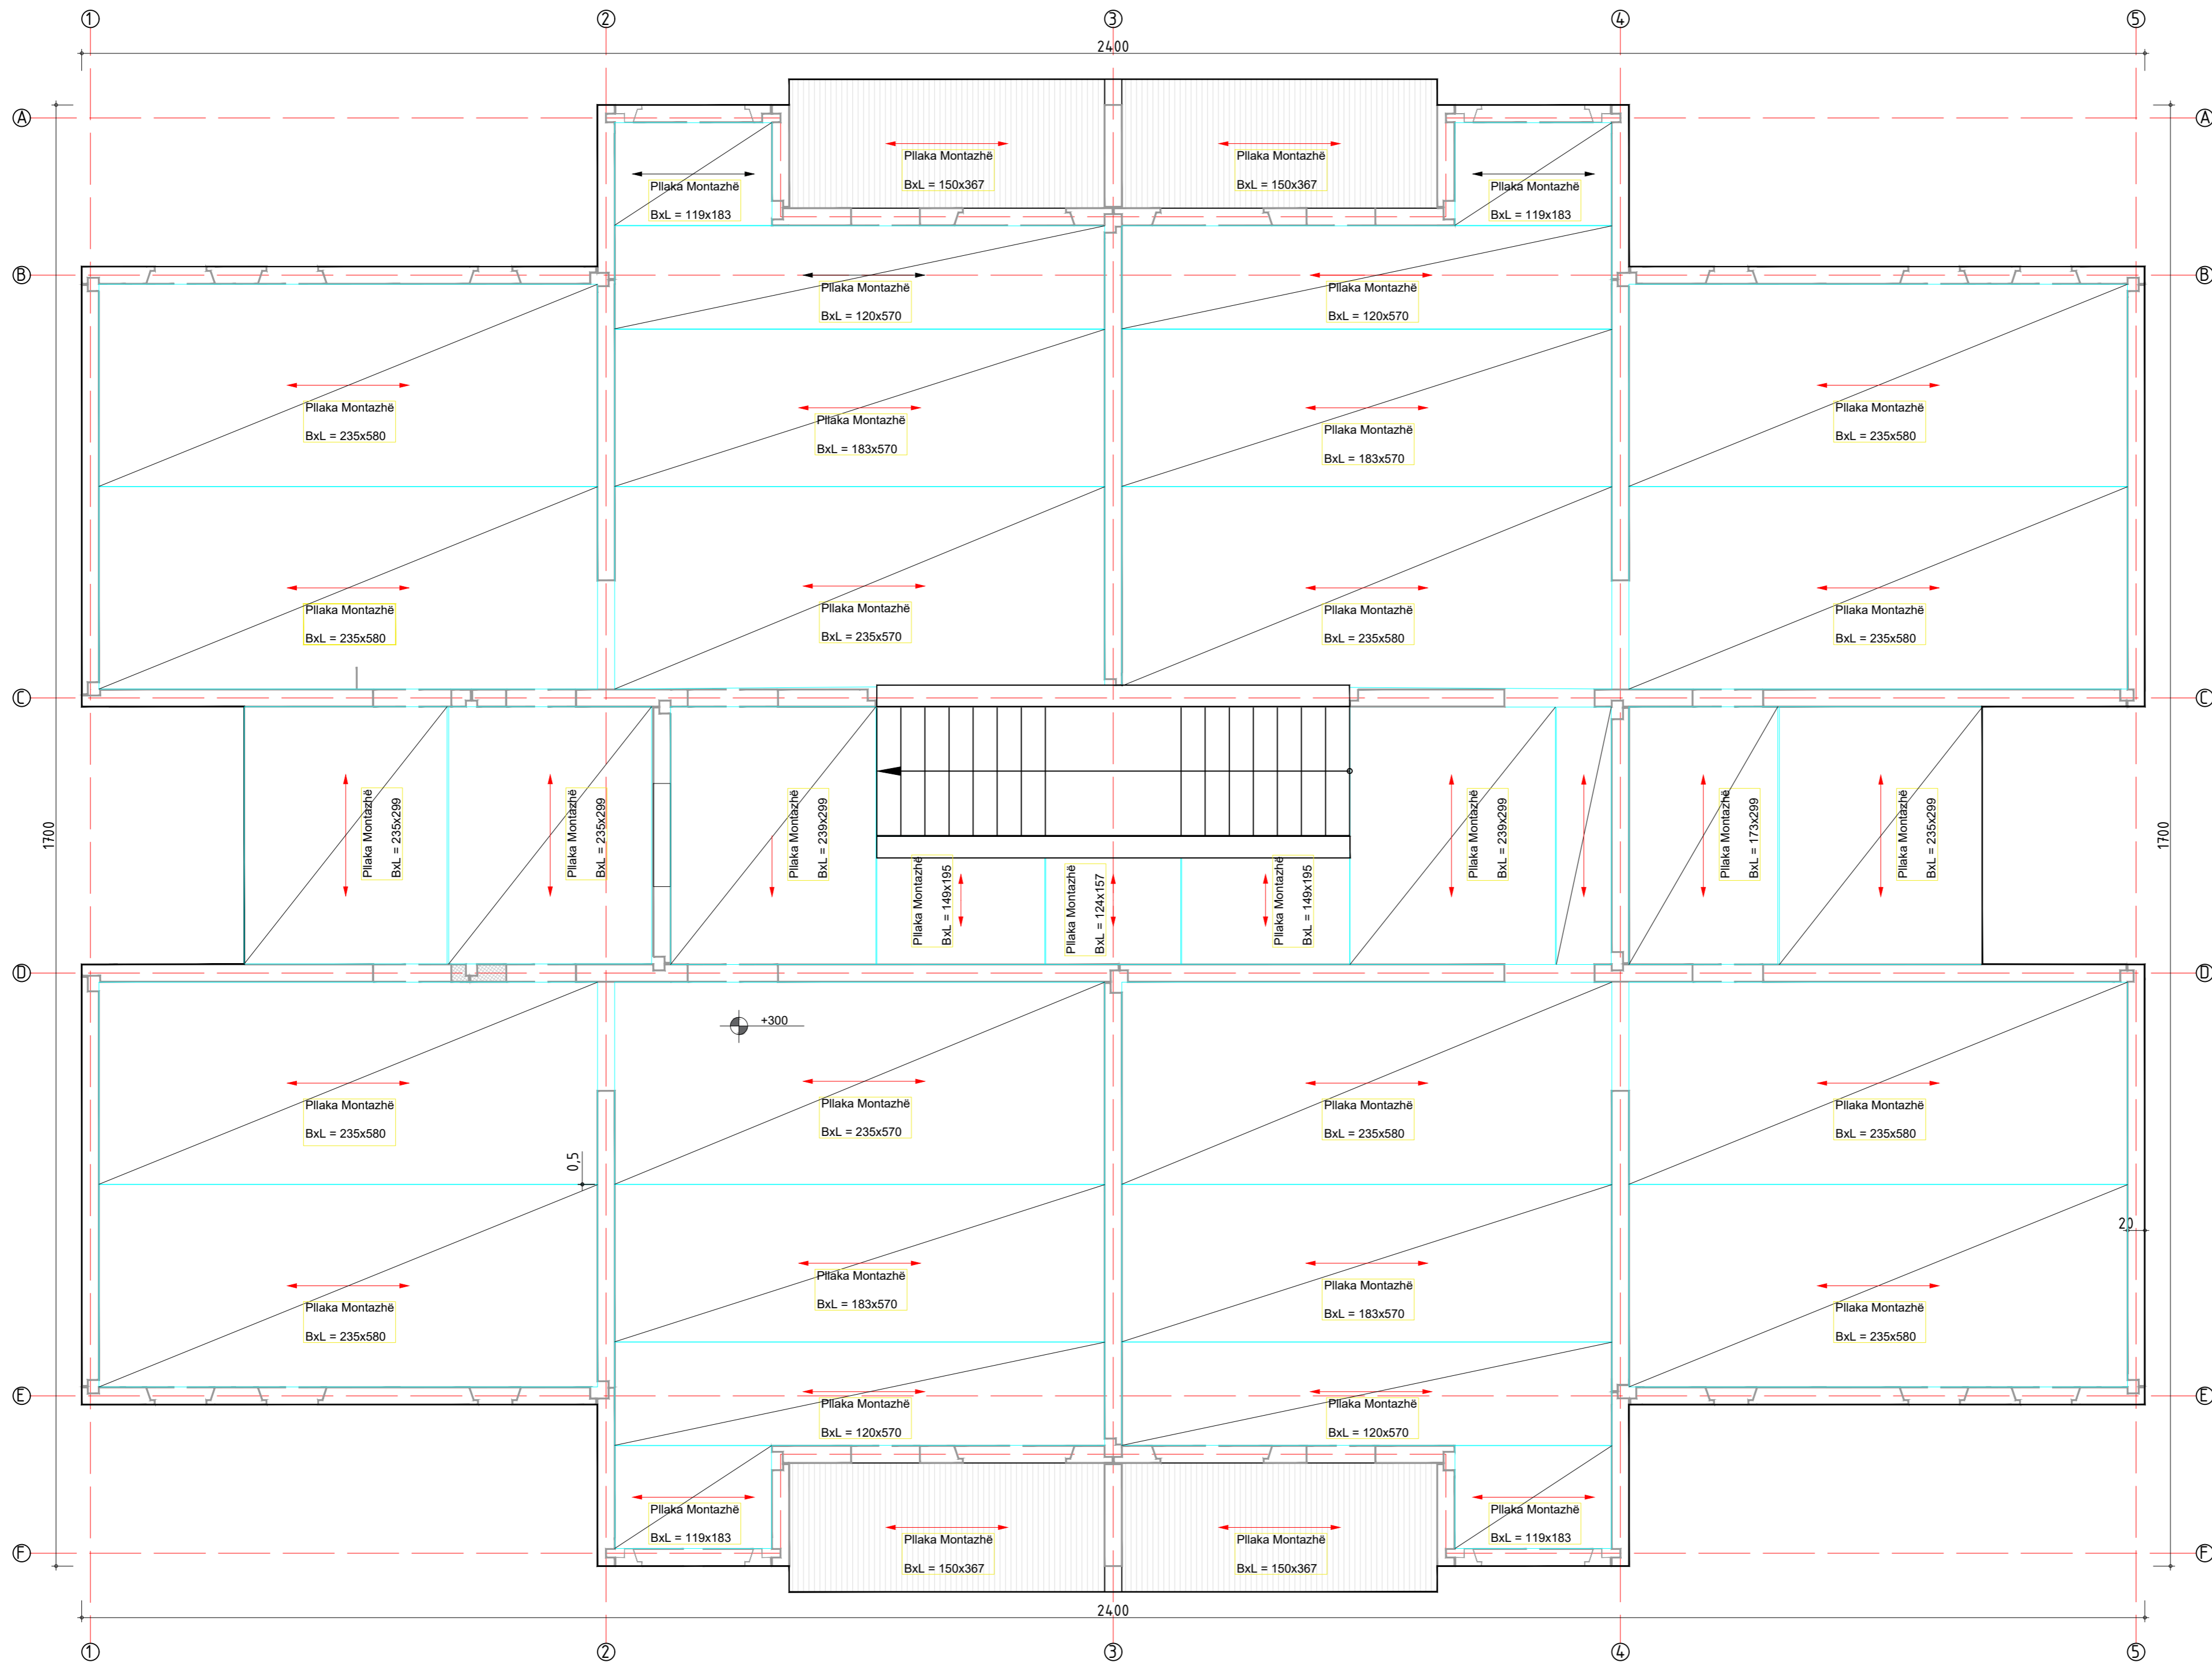 1 2 3 4 5
2400
A A
Pllaka Montazhë
BxL = 150x367
Pllaka Montazhë
BxL = 150x367
Pllaka Montazhë
BxL = 119x183
Pllaka Montazhë
BxL = 119x183
B B
Pllaka Montazhë
BxL = 120x570
Pllaka Montazhë
BxL = 120x570
Pllaka Montazhë
BxL = 235x580
Pllaka Montazhë
BxL = 183x570
Pllaka Montazhë
BxL = 183x570
Pllaka Montazhë
BxL = 235x580
Pllaka Montazhë
BxL = 235x580
Pllaka Montazhë
BxL = 235x570
Pllaka Montazhë
BxL = 235x580
Pllaka Montazhë
BxL = 235x580
C C
1700
Pllaka Montazhë
BxL = 235x299
Pllaka Montazhë
BxL = 235x299
Pllaka Montazhë
BxL = 239x299
Pllaka Montazhë
BxL = 149x195
Pllaka Montazhë
BxL = 124x157
Pllaka Montazhë
BxL = 149x195
Pllaka Montazhë
BxL = 239x299
Pllaka Montazhë
BxL = 173x299
Pllaka Montazhë
BxL = 235x299
1700
D D
+300
Pllaka Montazhë
BxL = 235x580
Pllaka Montazhë
BxL = 235x570
Pllaka Montazhë
BxL = 235x580
Pllaka Montazhë
BxL = 235x580
0,5
20
Pllaka Montazhë
BxL = 235x580
Pllaka Montazhë
BxL = 183x570
Pllaka Montazhë
BxL = 183x570
Pllaka Montazhë
BxL = 235x580
E E
Pllaka Montazhë
BxL = 120x570
Pllaka Montazhë
BxL = 120x570
Pllaka Montazhë
BxL = 119x183
Pllaka Montazhë
BxL = 119x183
Pllaka Montazhë
BxL = 150x367
Pllaka Montazhë
BxL = 150x367
F F
2400
1 2 3 4 5